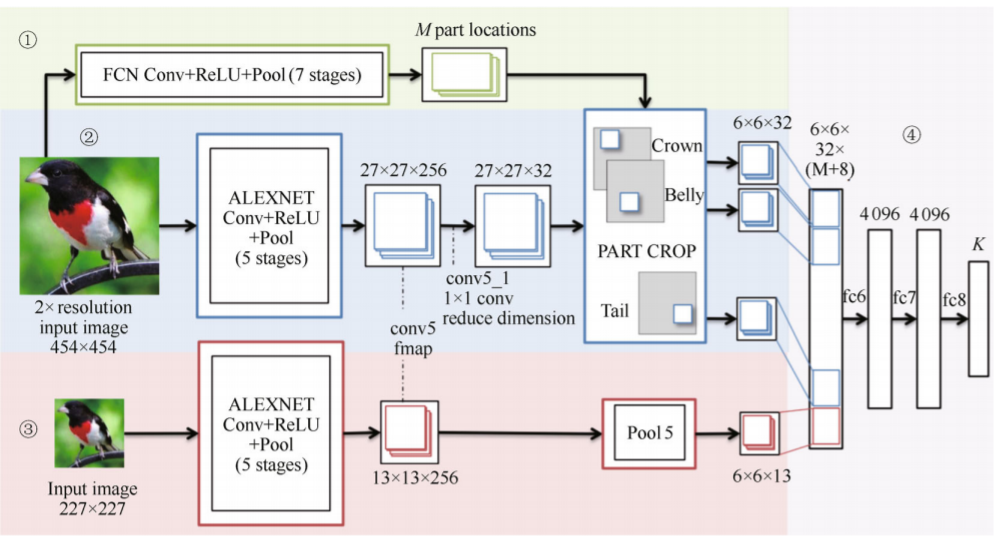 ①
M part locations
FCN Conv+ReLU+Pool (7 stages)
②
ALEXNET
Conv+ReLU
+Pool
(5 stages)
27×27×256
27×27×32
conv5_1
1×1 conv
reduce dimension
conv5
fmap
2× resolution
input image
454×454
Crown
Belly
PART CROP
Tail
6×6×32
③
Input image
227×227
ALEXNET
Conv+ReLU
+Pool
(5 stages)
13×13×256
Pool 5
6×6×13
④
6×6×
32×
(M+8)
4 096
4 096
K
fc6
fc7
fc8